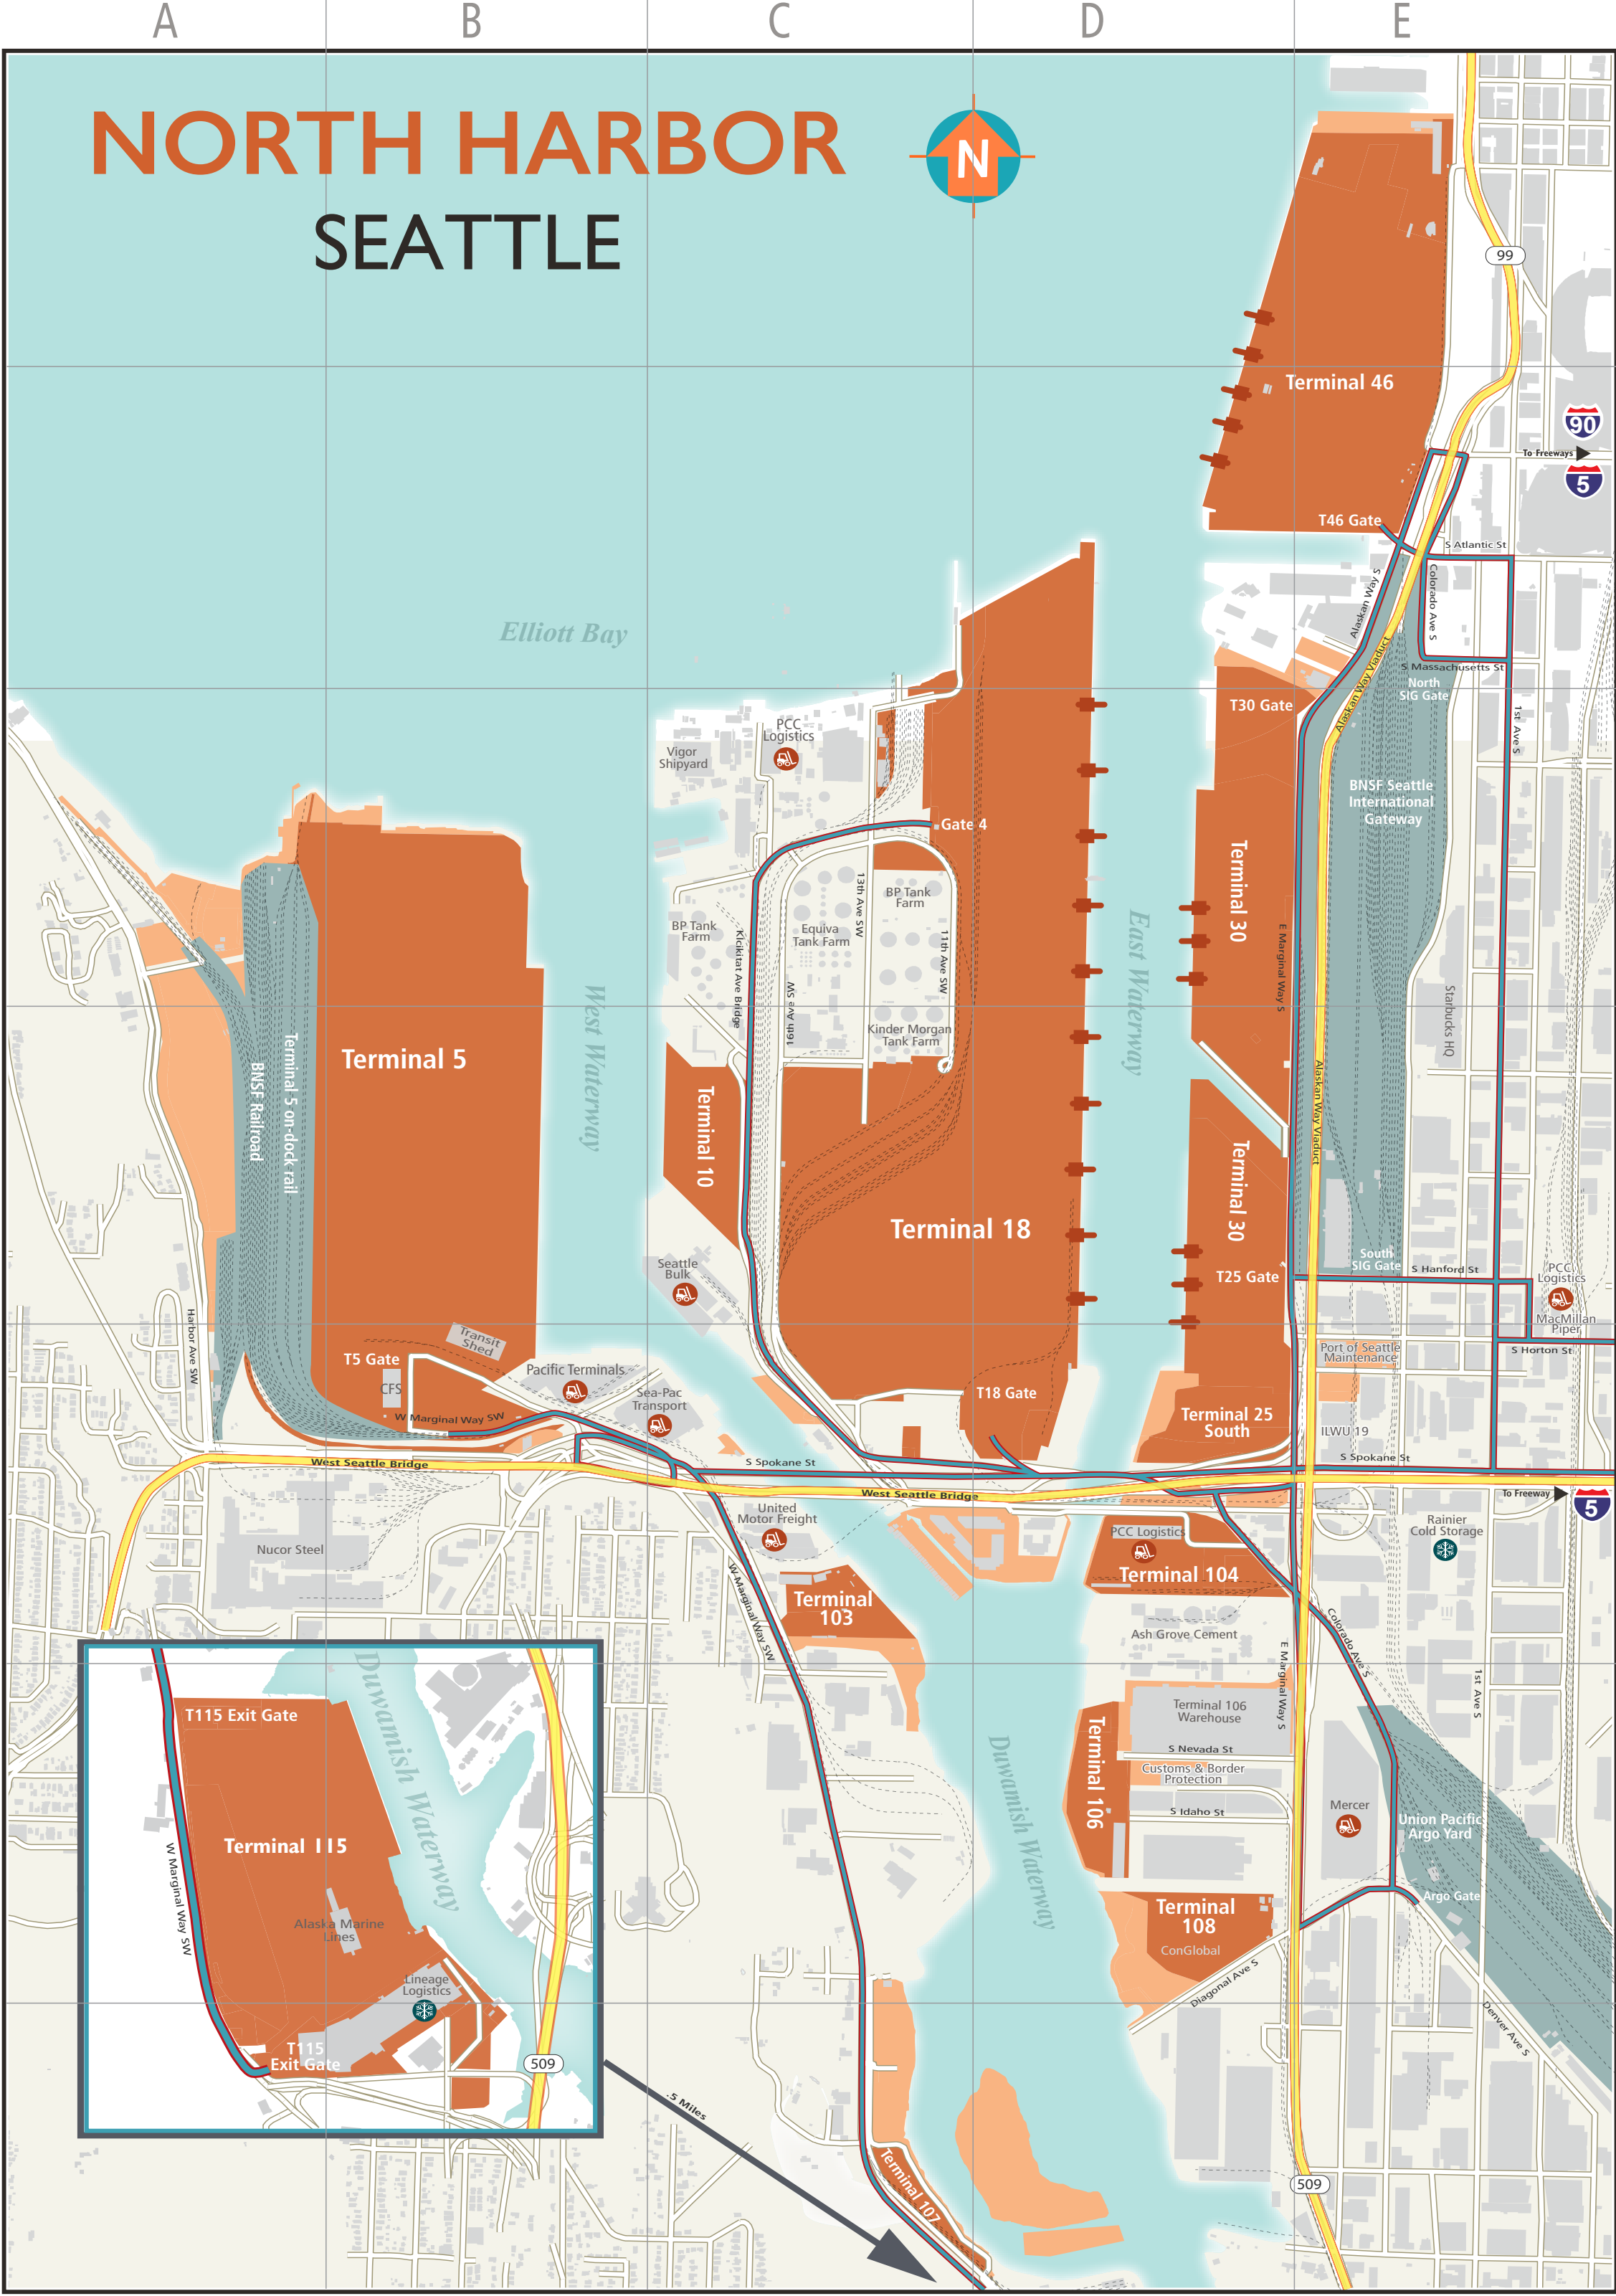 A
B
C
D
E
NORTH HARBOR
SEATTLE
N
99
Terminal 46
90
To Freeways
5
T46 Gate
S Atlantic St
Alaskan Way S
Colorado Ave S
Elliott Bay
Alaskan Way Viaduct
S Massachusetts St
North
SIG Gate
T30 Gate
1st Ave S
PCC
Logistics
Vigor
Shipyard
BNSF Seattle
International
Gateway
Gate 4
Terminal 30
13th Ave SW
BP Tank
Farm
BP Tank
Farm
Equiva
Tank Farm
Klcikitat Ave Bridge
11th Ave SW
East Waterway
E Marginal Way S
16th Ave SW
West Waterway
Starbucks HQ
Kinder Morgan
Tank Farm
Terminal 5
Terminal 5 on-dock rail
BNSF Railroad
Terminal 10
Alaskan Way Viaduct
Terminal 30
Terminal 18
Seattle
Bulk
T25 Gate
South
SIG Gate
S Hanford St
PCC
Logistics
MacMillan
Piper
Harbor Ave SW
Transit
Shed
T5 Gate
CFS
Pacific Terminals
Sea-Pac
Transport
T18 Gate
Port of Seattle
Maintenance
S Horton St
W Marginal Way SW
Terminal 25
South
ILWU 19
West Seattle Bridge
S Spokane St
S Spokane St
West Seattle Bridge
To Freeway
5
United
Motor Freight
PCC Logistics
Rainier
Cold Storage
Nucor Steel
Terminal 104
W Marginal Way SW
Terminal
103
Ash Grove Cement
Colorado Ave S
E Marginal Way S
1st Ave S
Duwamish Waterway
T115 Exit Gate
Terminal 106
Warehouse
Terminal 106
S Nevada St
Customs & Border
Protection
S Idaho St
Duwamish Waterway
Mercer
Union Pacific
Argo Yard
Terminal 115
W Marginal Way SW
Argo Gate
Terminal
108
ConGlobal
Alaska Marine
Lines
Lineage
Logistics
Diagonal Ave S
Denver Ave S
T115
Exit Gate
509
.5 Miles
Terminal 107
509